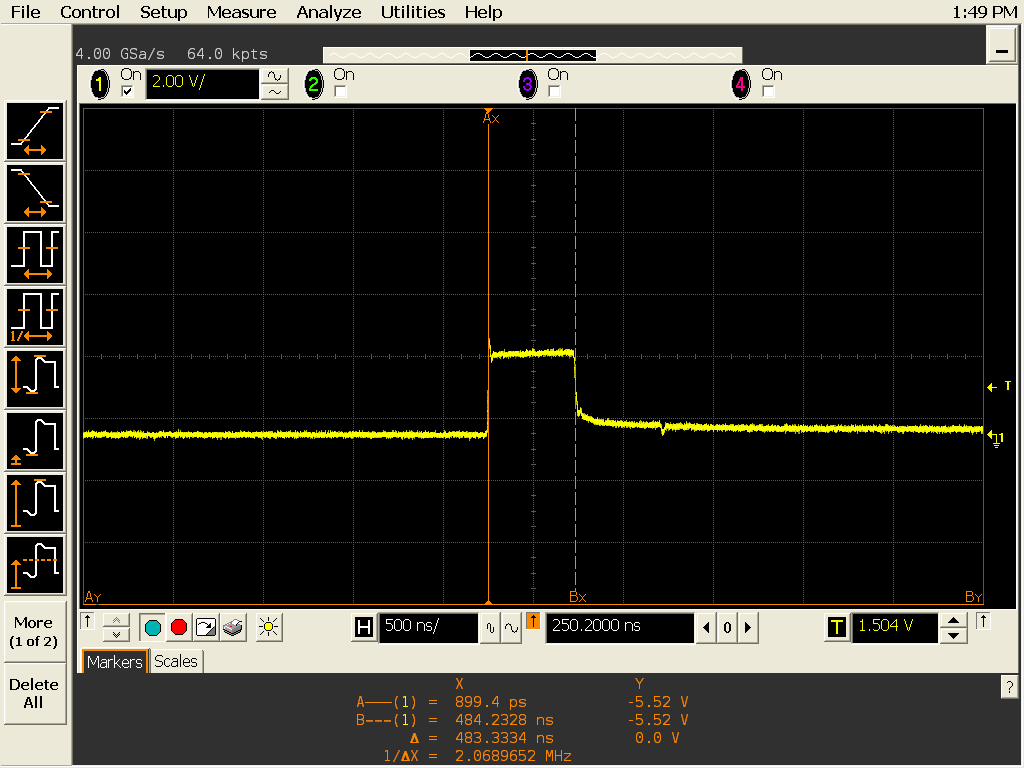 File Control Setup Measure Analyze Utilities Help 1:49 PM
4.00 GSa/s 64.0 kpts
1 On 2.00 V/ 2 On 3 On 4 On
Ax
T
1
1/
AY Bx BY
More
(1 of 2)
H 500 ns/ 250.2000 ns 0 T 1.504 V
Markers Scales
Delete
All
?
X Y
A———(1) = 899.4 ps -5.52 V
B---(1) = 484.2328 ns -5.52 V
Δ = 483.3334 ns 0.0 V
1/ΔX = 2.0689652 MHz